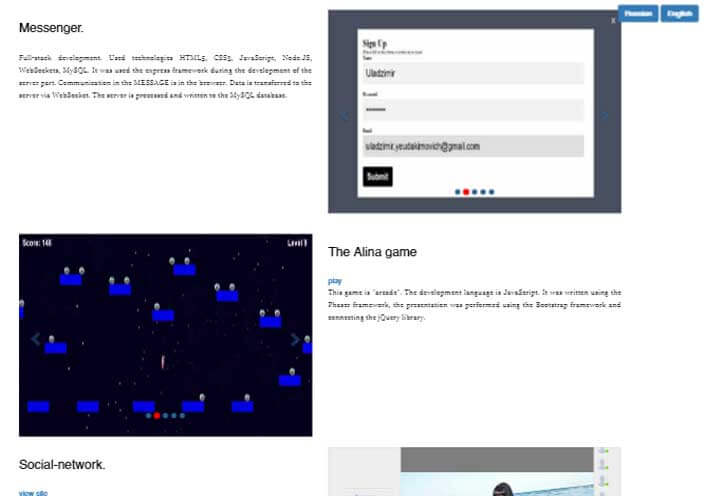 Russian
English
Messenger.
Full-stack development. Used technologies HTML5, CSS3, JavaScript, Node.JS,
WebSockets, MySQL. It was used the express framework during the development of the
server part. Communication in the MESSAGE is in the browser. Data is transferred to the
server via WebSocket. The server is processed and written to the MySQL database.
x
Sign Up
Name
Uladzimir
Password
••••••••
Email
uladzimir.yeudakimovich@gmail.com
Submit
Score: 148
Level 8
The Alina game
play
This game is "arcade". The development language is JavaScript. It was written using the
Phaser framework, the presentation was performed using the Bootstrap framework and
connecting the jQuery library.
Social-network.
view site